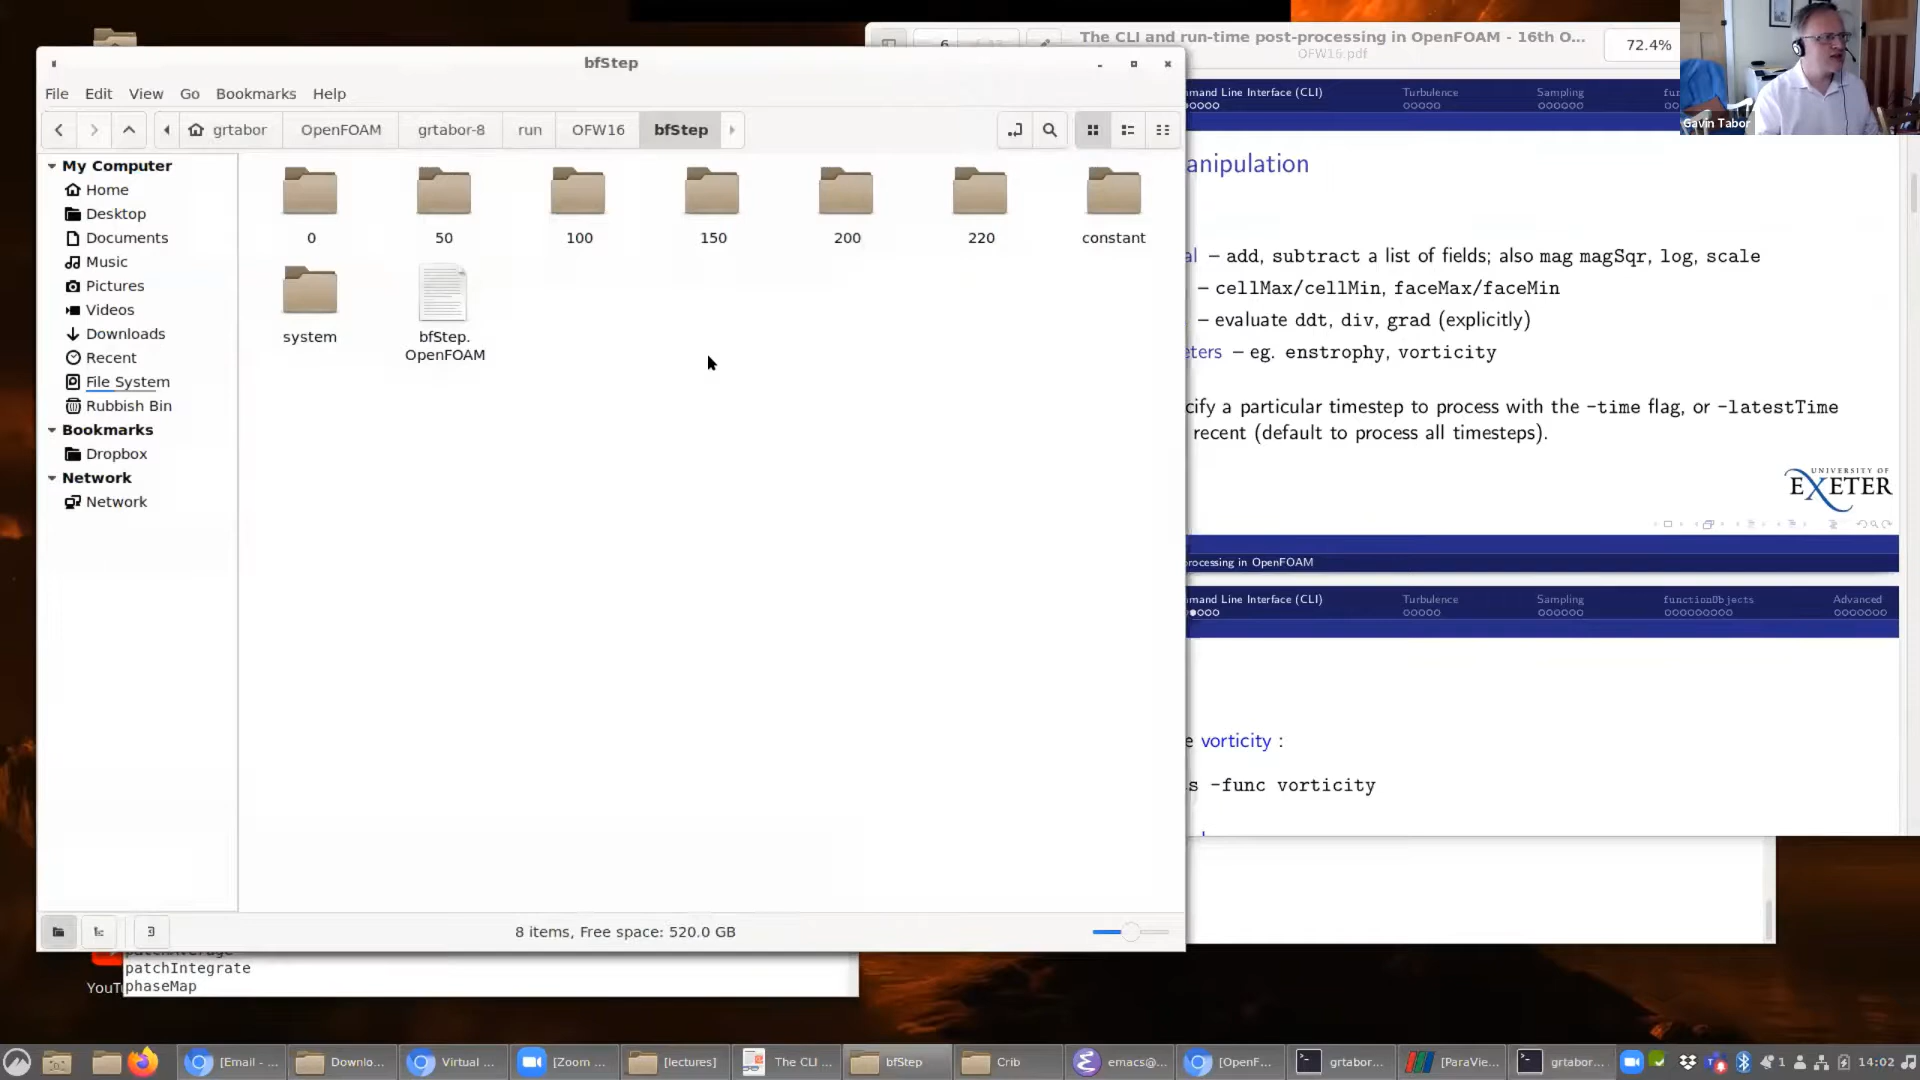 bfStep
File Edit View Go Bookmarks Help
grtabor OpenFOAM grtabor-8 run OFW16 bfStep
My Computer
Home
Desktop
Documents
Music
Pictures
Videos
Downloads
Recent
File System
Rubbish Bin
Bookmarks
Dropbox
Network
Network
0 50 100 150 200 220 constant
system bfStep.
OpenFOAM
8 items, Free space: 520.0 GB
patchIntegrate
phaseMap
YouT
The CLI and run-time post-processing in OpenFOAM - 16th O...
OFW16.pdf
72.4%
Gavin Tabor
mmand Line Interface (CLI) Turbulence Sampling fun
anipulation
al – add, subtract a list of fields; also mag magSqr, log, scale
– cellMax/cellMin, faceMax/faceMin
– evaluate ddt, div, grad (explicitly)
eters – eg. enstrophy, vorticity
cify a particular timestep to process with the -time flag, or -latestTime
recent (default to process all timesteps).
UNIVERSITY OF
EXETER
rocessing in OpenFOAM
mmand Line Interface (CLI) Turbulence Sampling functionObjects Advanced
e vorticity :
s -func vorticity
[Email - ... Downlo... Virtual ... [Zoom ... [lectures] The CLI ... bfStep Crib emacs@... [OpenF... grtabor... [ParaVie... grtabor... 1 14:02